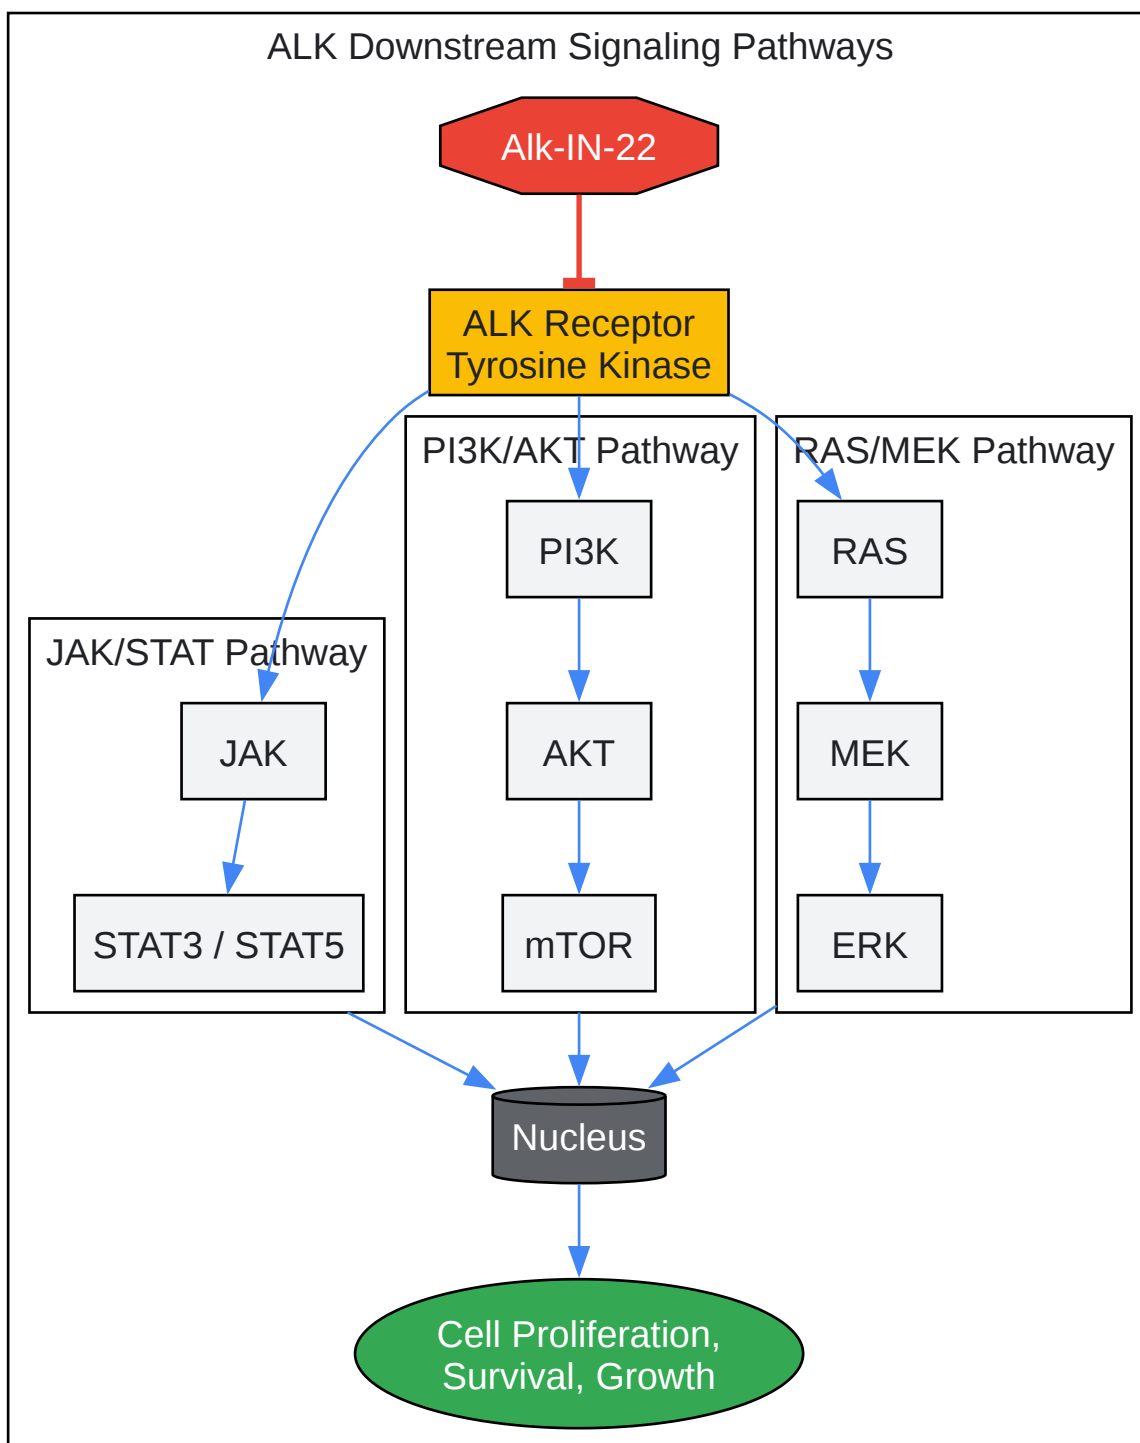 ALK Downstream Signaling Pathways
Alk-IN-22
ALK Receptor
Tyrosine Kinase
PI3K/AKT Pathway
RAS/MEK Pathway
PI3K
RAS
JAK/STAT Pathway
JAK
AKT
MEK
STAT3 / STAT5
mTOR
ERK
Nucleus
Cell Proliferation,
Survival, Growth